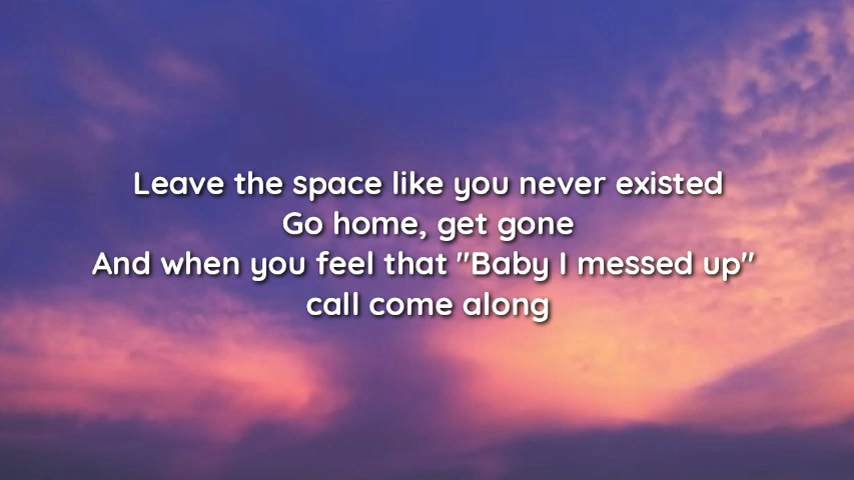 Leave the space like you never existed
Go home, get gone
And when you feel that "Baby I messed up"
call come along